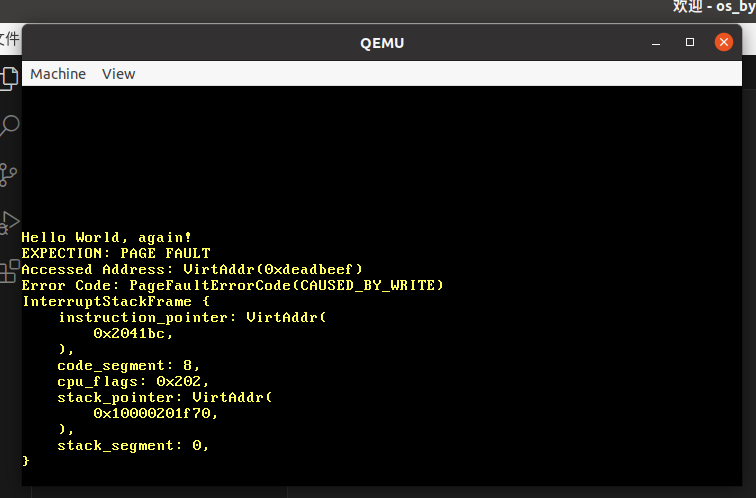 欢迎 - os_by
文件
QEMU
Machine View
Hello World, again!
EXPECTION: PAGE FAULT
Accessed Address: VirtAddr(0xdeadbeef)
Error Code: PageFaultErrorCode(CAUSED_BY_WRITE)
InterruptStackFrame {
    instruction_pointer: VirtAddr(
        0x2041bc,
    ),
    code_segment: 8,
    cpu_flags: 0x202,
    stack_pointer: VirtAddr(
        0x10000201f70,
    ),
    stack_segment: 0,
}